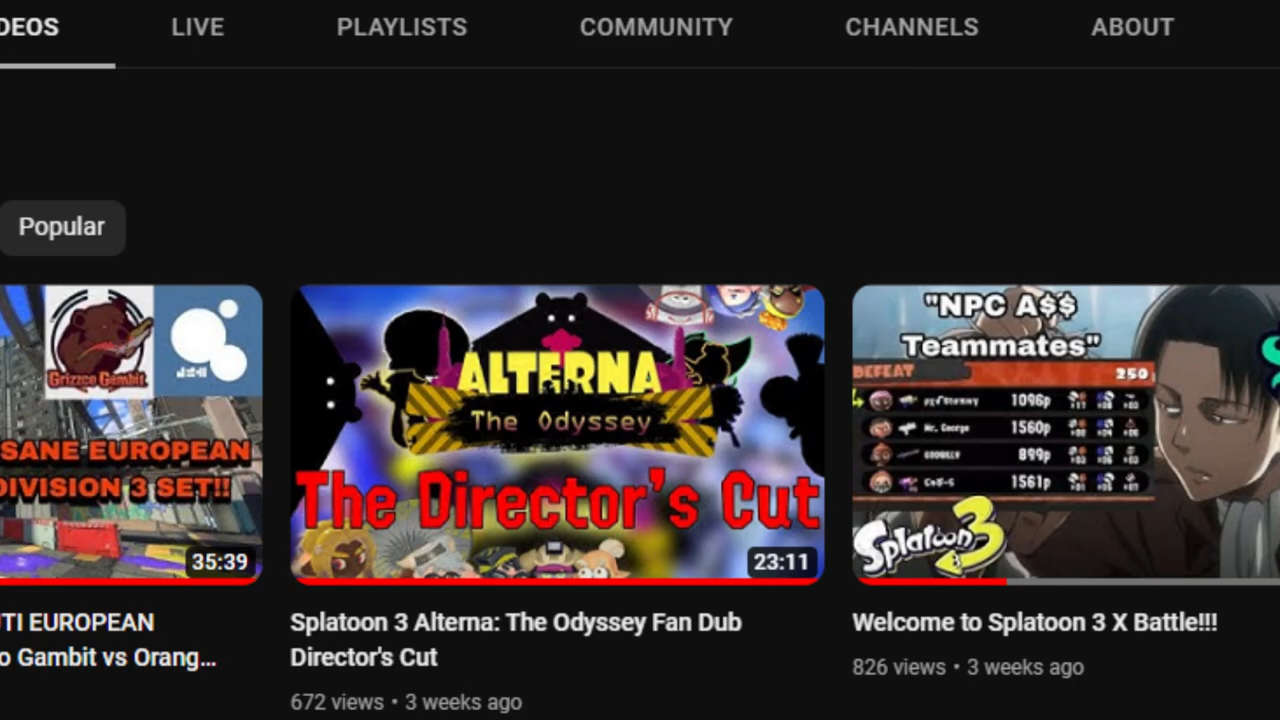 DEOS LIVE PLAYLISTS COMMUNITY CHANNELS ABOUT
Popular
Grizzco Gambit
SANE EUROPEAN
DIVISION 3 SET!!
35:39
TI EUROPEAN
o Gambit vs Orang...
ALTERNA
The Odyssey
The Director's Cut
23:11
Splatoon 3 Alterna: The Odyssey Fan Dub
Director's Cut
672 views • 3 weeks ago
"NPC A$$
Teammates"
DEFEAT 250
1096p
Mr. George 1560p
899p
1561p
Splatoon 3
Welcome to Splatoon 3 X Battle!!!
826 views • 3 weeks ago